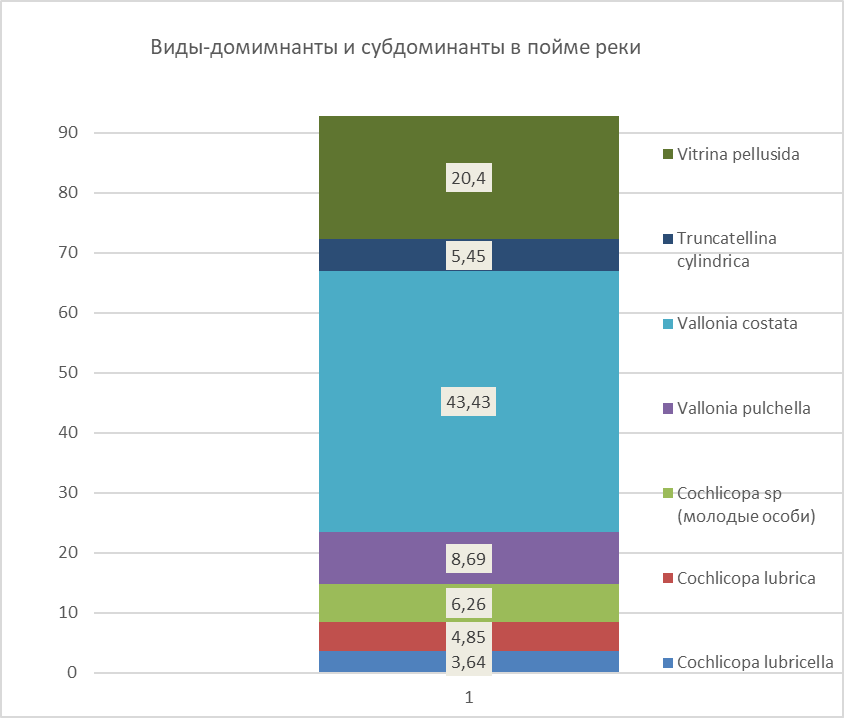 Виды-домимнанты и субдоминанты в пойме реки
90
80
70
60
50
40
30
20
10
0
20,4
5,45
43,43
8,69
6,26
4,85
3,64
1
Vitrina pellusida
Truncatellina
cylindrica
Vallonia costata
Vallonia pulchella
Cochlicopa sp
(молодые особи)
Cochlicopa lubrica
Cochlicopa lubricella